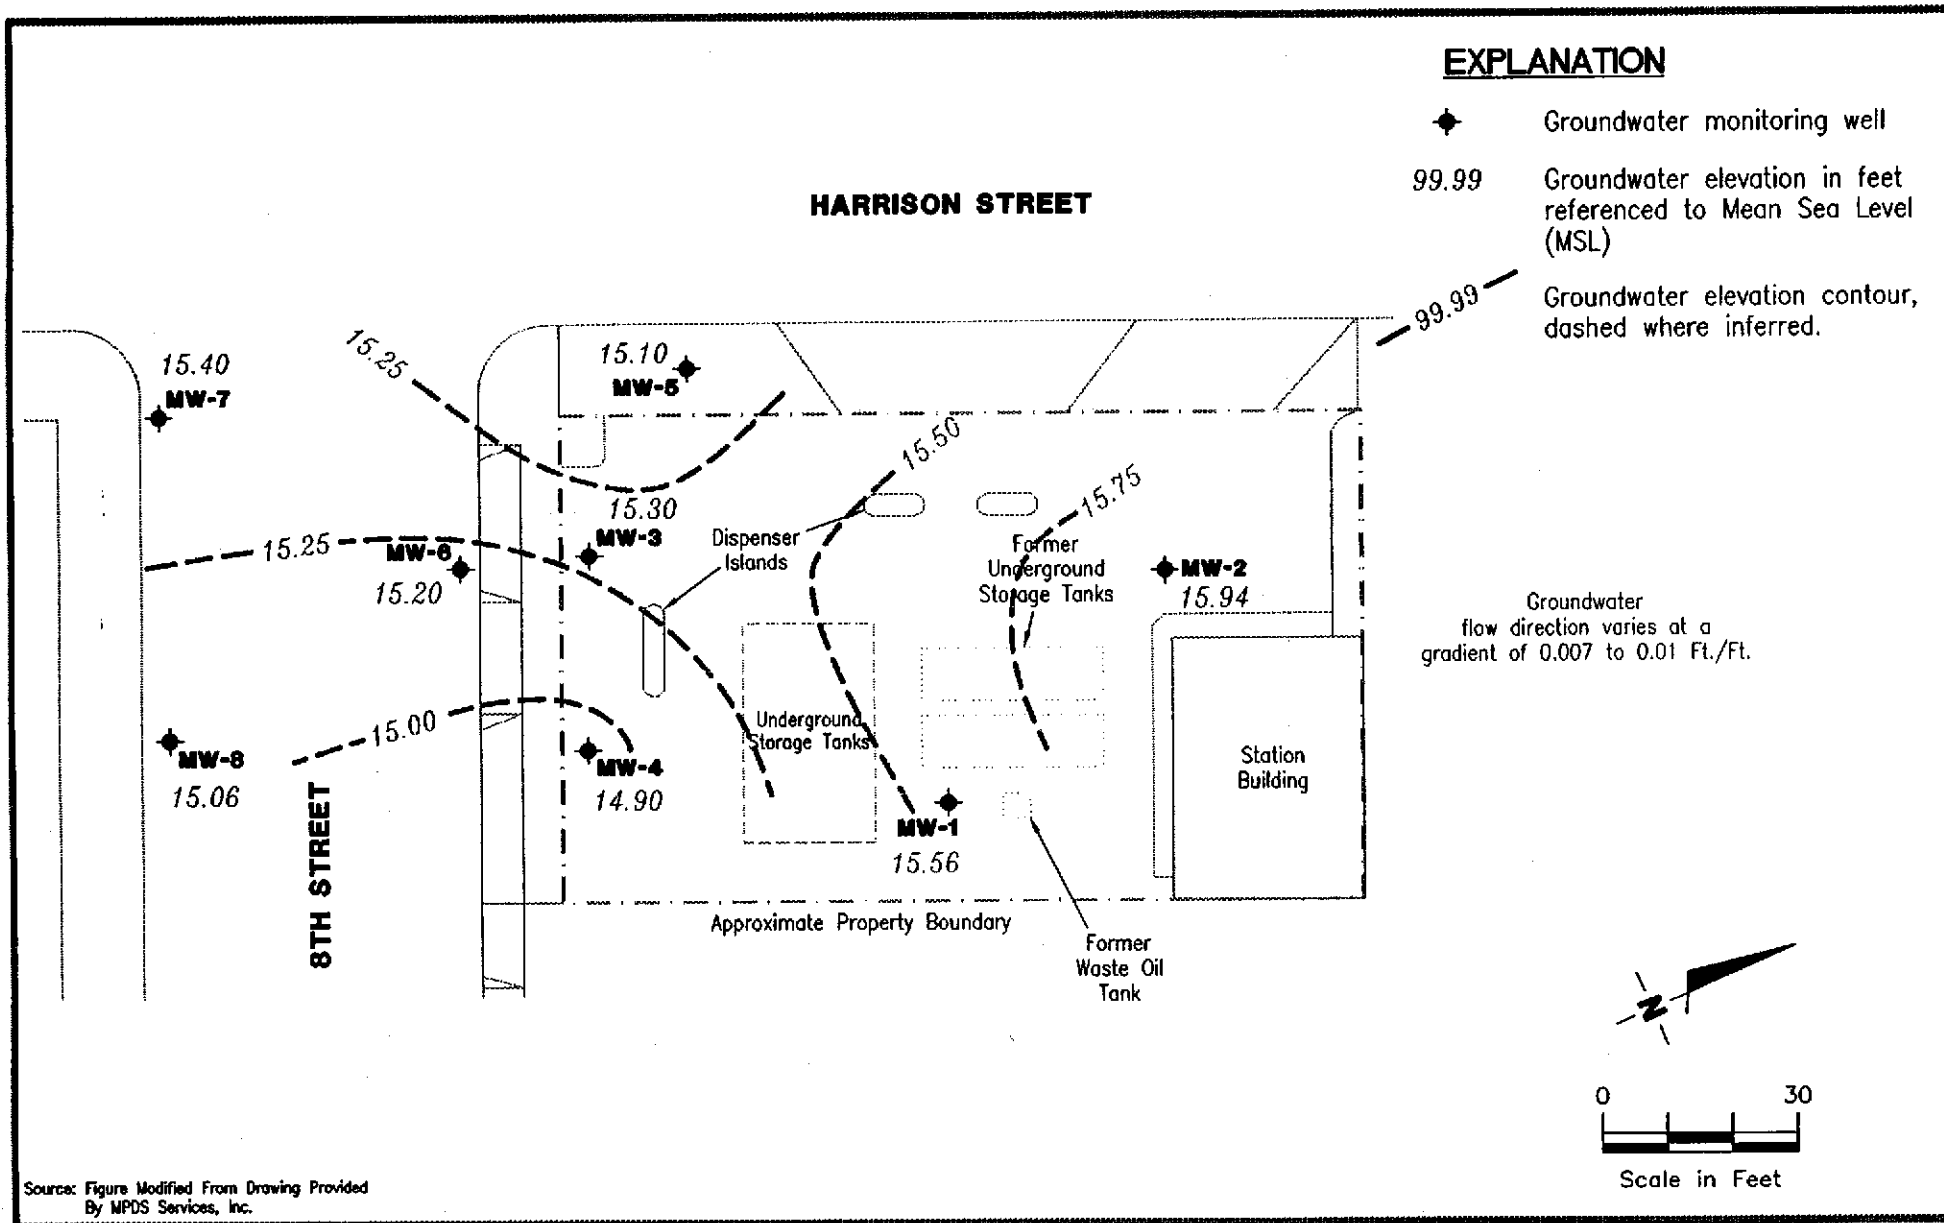 EXPLANATION
Groundwater monitoring well
99.99
Groundwater elevation in feet
referenced to Mean Sea Level
(MSL)
99.99
Groundwater elevation contour,
dashed where inferred.
HARRISON STREET
15.40
MW-7
15.25
15.10
MW-5
15.50
15.75
15.30
MW-3
15.25
MW-6
15.20
Dispenser
Islands
Former
Underground
Storage Tanks
MW-2
15.94
Groundwater
flow direction varies at a
gradient of 0.007 to 0.01 Ft./Ft.
15.00
MW-8
15.06
8TH STREET
MW-4
14.90
Underground
Storage Tanks
MW-1
15.56
Station
Building
Approximate Property Boundary
Former
Waste Oil
Tank
N
0 30
Scale in Feet
Source: Figure Modified From Drawing Provided
By MPDS Services, Inc.